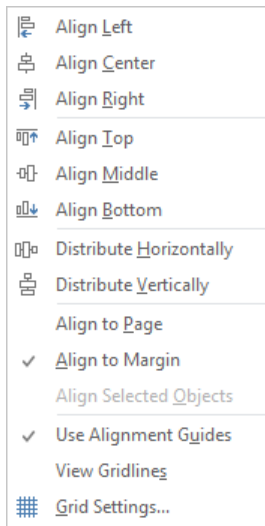 Align Left
Align Center
Align Right
Align Top
Align Middle
Align Bottom
Distribute Horizontally
Distribute Vertically
Align to Page
Align to Margin
Align Selected Objects
Use Alignment Guides
View Gridlines
Grid Settings...